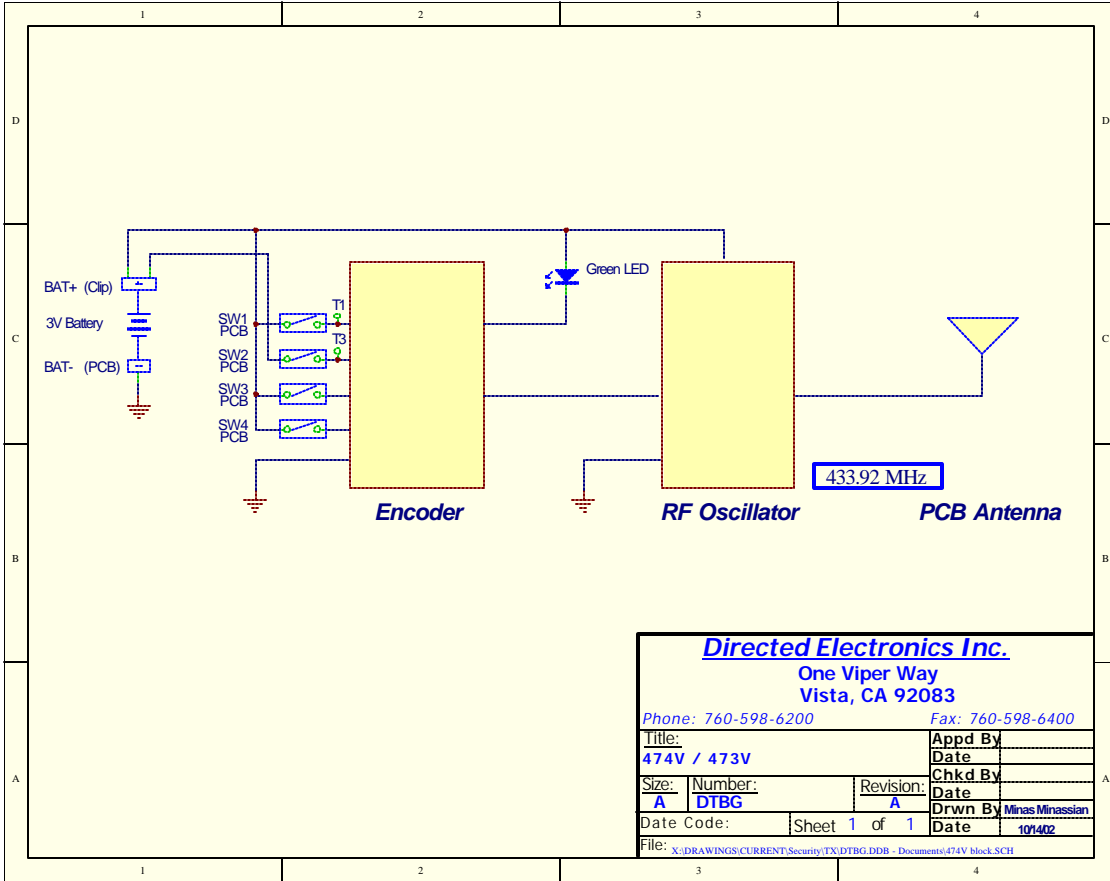 1 2 3 4
D D
Green LED
BAT+ (Clip)
3V Battery
BAT- (PCB)
T1
SW1
PCB
T3
SW2
PCB
SW3
PCB
SW4
PCB
C C
433.92 MHz
Encoder RF Oscillator PCB Antenna
B B
Directed Electronics Inc.
One Viper Way
Vista, CA 92083
Phone: 760-598-6200 Fax: 760-598-6400
Title:
474V / 473V
Appd By
Date
Chkd By
Date
Size: Number: Revision:
A DTBG A
Drwn By Minas Minassian
Date Code: Sheet 1 of 1 Date 10/14/02
File: X:\DRAWINGS\CURRENT\Security\TX\DTBG.DDB - Documents\474V block.SCH
A A
1 2 3 4